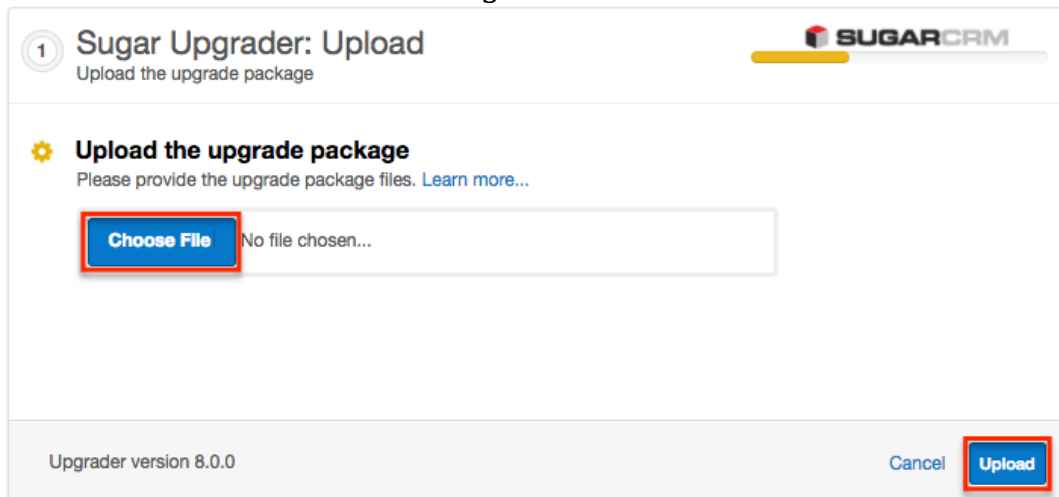 1
Sugar Upgrader: Upload
SUGARCRM
Upload the upgrade package
Upload the upgrade package
Please provide the upgrade package files. Learn more...
Choose File No file chosen...
Upgrader version 8.0.0
Cancel Upload